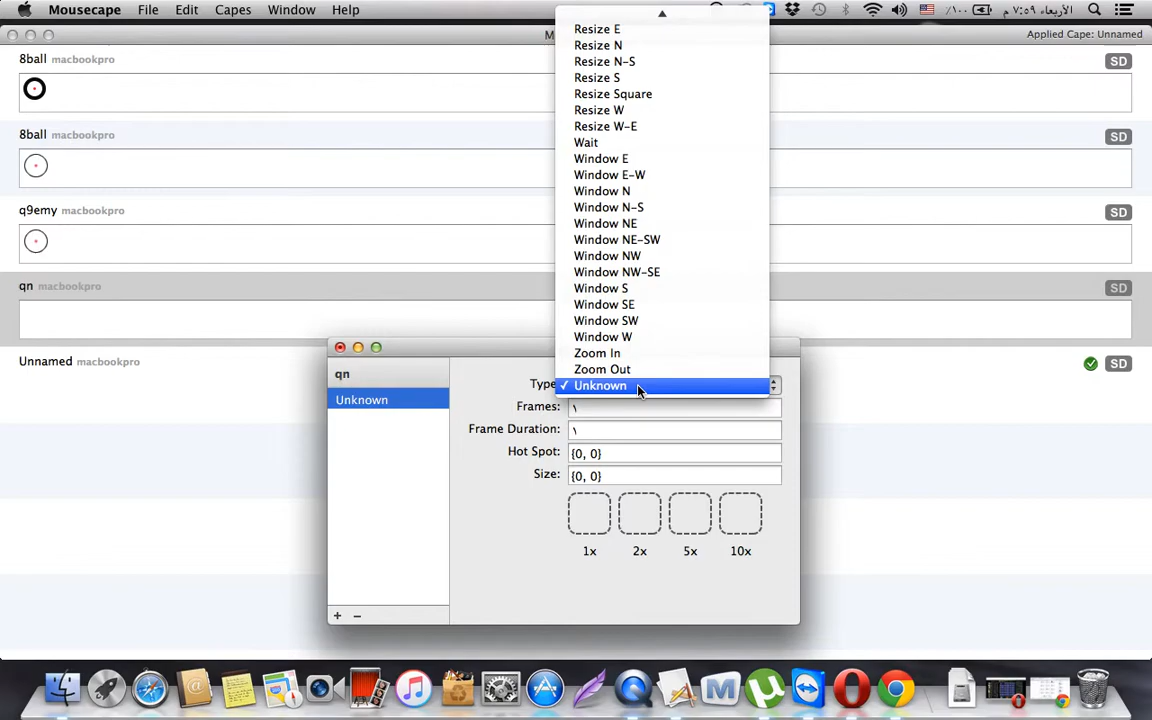 Mousecape File Edit Capes Window Help ١٠٠٪ الأربعاء ٧:٥٩ م
Applied Cape: Unnamed
8ball macbookpro SD
8ball macbookpro SD
q9emy macbookpro SD
qn macbookpro SD
Unnamed macbookpro SD
Resize E
Resize N
Resize N-S
Resize S
Resize Square
Resize W
Resize W-E
Wait
Window E
Window E-W
Window N
Window N-S
Window NE
Window NE-SW
Window NW
Window NW-SE
Window S
Window SE
Window SW
Window W
Zoom In
Zoom Out
✓ Unknown
qn
Unknown
Type
Frames: ١
Frame Duration: ١
Hot Spot: {0, 0}
Size: {0, 0}
1x 2x 5x 10x
+ −